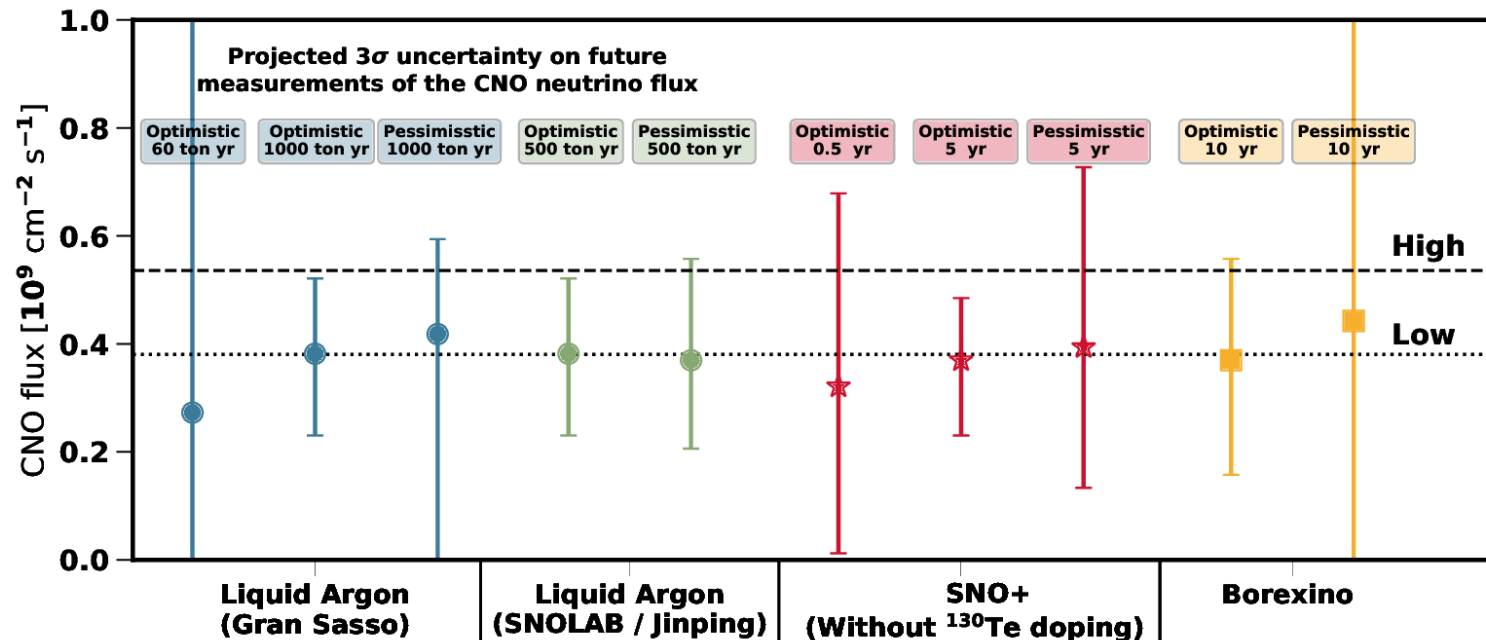 Projected 3σ uncertainty on future
measurements of the CNO neutrino flux
Optimistic
60 ton yr
Optimistic
1000 ton yr
Pessimisstic
1000 ton yr
Optimistic
500 ton yr
Pessimisstic
500 ton yr
Optimistic
0.5 yr
Optimistic
5 yr
Pessimisstic
5 yr
Optimistic
10 yr
Pessimisstic
10 yr
CNO flux [10⁹ cm⁻² s⁻¹]
1.0
0.8
0.6
0.4
0.2
0.0
High
Low
Liquid Argon
(Gran Sasso)
Liquid Argon
(SNOLAB / Jinping)
SNO+
(Without ¹³⁰Te doping)
Borexino